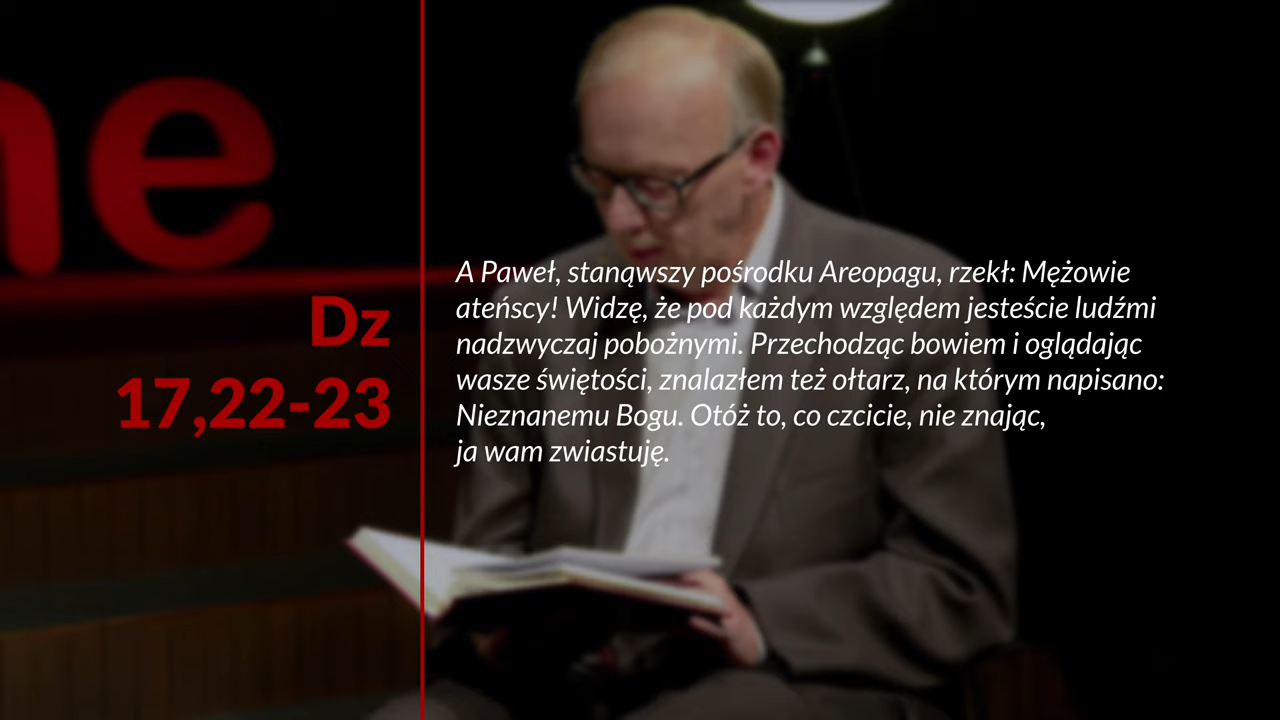 ne
Dz
17,22-23
A Paweł, stanąwszy pośrodku Areopagu, rzekł: Mężowie
ateńscy! Widzę, że pod każdym względem jesteście ludźmi
nadzwyczaj pobożnymi. Przechodząc bowiem i oglądając
wasze świętości, znalazłem też ołtarz, na którym napisano:
Nieznanemu Bogu. Otóż to, co czcicie, nie znając,
ja wam zwiastuję.